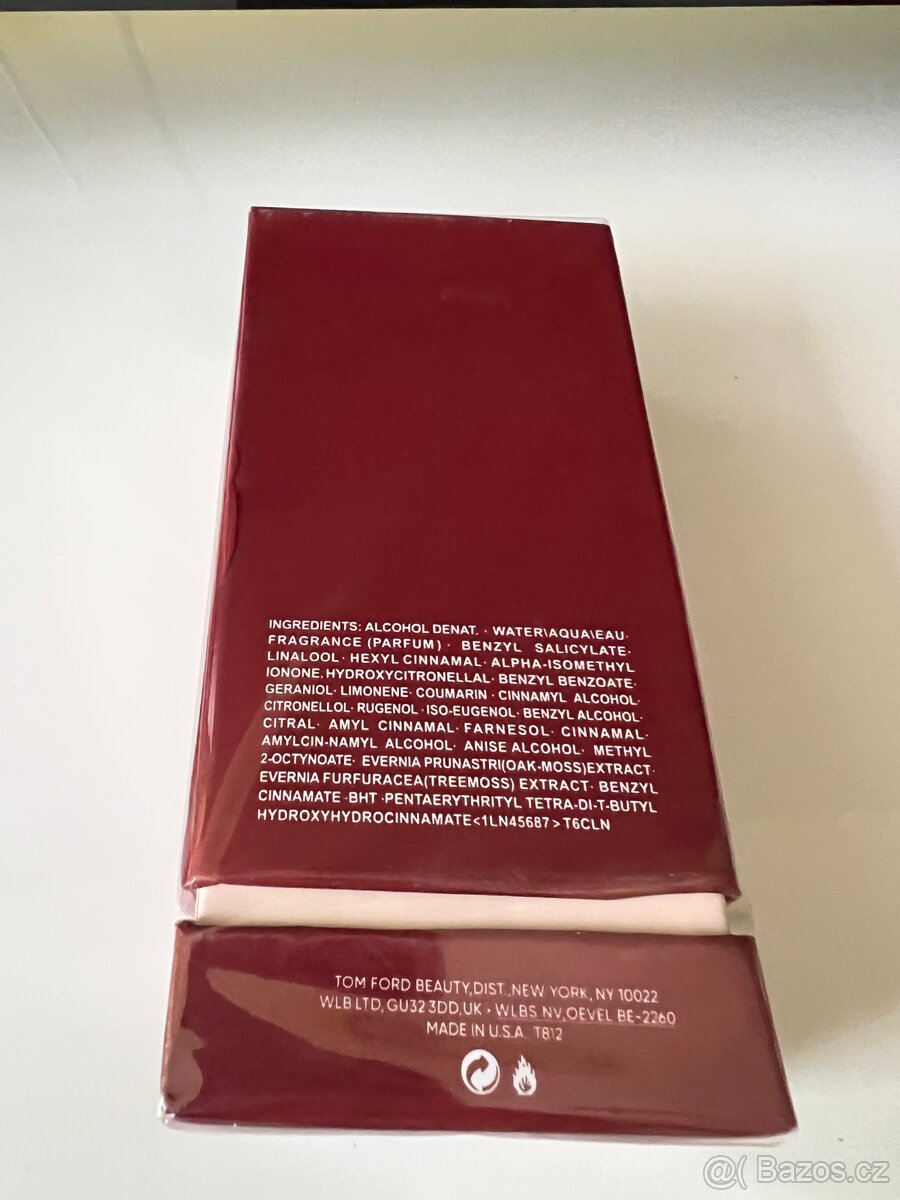 INGREDIENTS: ALCOHOL DENAT. · WATER\AQUA\EAU·
FRAGRANCE (PARFUM) · BENZYL SALICYLATE·
LINALOOL · HEXYL CINNAMAL · ALPHA-ISOMETHYL
IONONE. HYDROXYCITRONELLAL· BENZYL BENZOATE·
GERANIOL· LIMONENE· COUMARIN · CINNAMYL ALCOHOL·
CITRONELLOL· RUGENOL ·ISO-EUGENOL· BENZYL ALCOHOL·
CITRAL· AMYL CINNAMAL· FARNESOL· CINNAMAL·
AMYLCIN-NAMYL ALCOHOL· ANISE ALCOHOL· METHYL
2-OCTYNOATE· EVERNIA PRUNASTRI(OAK-MOSS)EXTRACT·
EVERNIA FURFURACEA(TREEMOSS) EXTRACT· BENZYL
CINNAMATE ·BHT ·PENTAERYTHRITYL TETRA-DI-T-BUTYL
HYDROXYHYDROCINNAMATE<1LN45687>T6CLN
TOM FORD BEAUTY,DIST.,NEW YORK, NY 10022
WLB LTD, GU32 3DD,UK · WLBS NV,OEVEL BE-2260
MADE IN U.S.A. T812
@( Bazos.cz